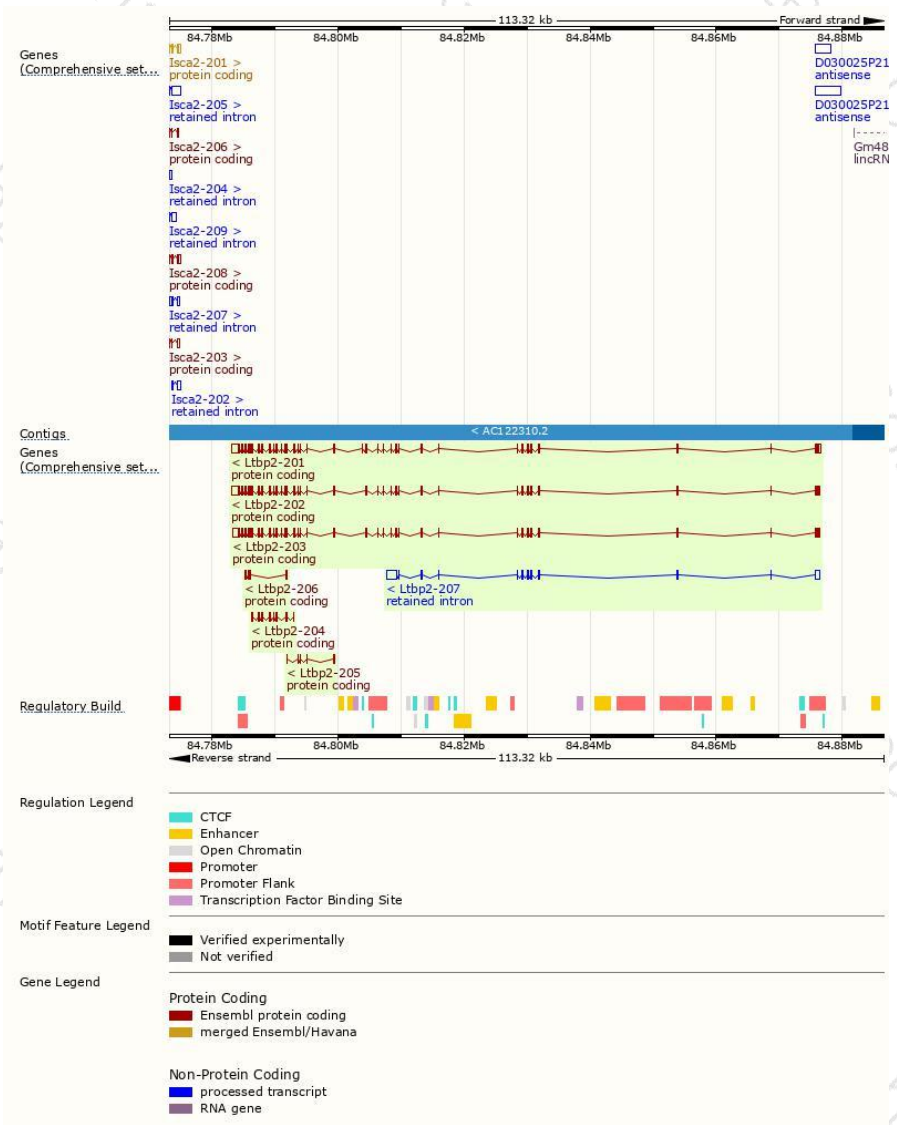 113.32 kb
Forward strand
84.78Mb 84.80Mb 84.82Mb 84.84Mb 84.86Mb 84.88Mb
Genes
(Comprehensive set...
Isca2-201 >
protein coding
D030025P21
antisense
Isca2-205 >
retained intron
D030025P21
antisense
Isca2-206 >
protein coding
Gm48
lincRN
Isca2-204 >
retained intron
Isca2-209 >
retained intron
Isca2-208 >
protein coding
Isca2-207 >
retained intron
Isca2-203 >
protein coding
Isca2-202 >
retained intron
Contigs
< AC122310.2
Genes
(Comprehensive set...
< Ltbp2-201
protein coding
< Ltbp2-202
protein coding
< Ltbp2-203
protein coding
< Ltbp2-206
protein coding
< Ltbp2-207
retained intron
< Ltbp2-204
protein coding
< Ltbp2-205
protein coding
Regulatory Build
84.78Mb 84.80Mb 84.82Mb 84.84Mb 84.86Mb 84.88Mb
Reverse strand
113.32 kb
Regulation Legend
CTCF
Enhancer
Open Chromatin
Promoter
Promoter Flank
Transcription Factor Binding Site
Motif Feature Legend
Verified experimentally
Not verified
Gene Legend
Protein Coding
Ensembl protein coding
merged Ensembl/Havana
Non-Protein Coding
processed transcript
RNA gene